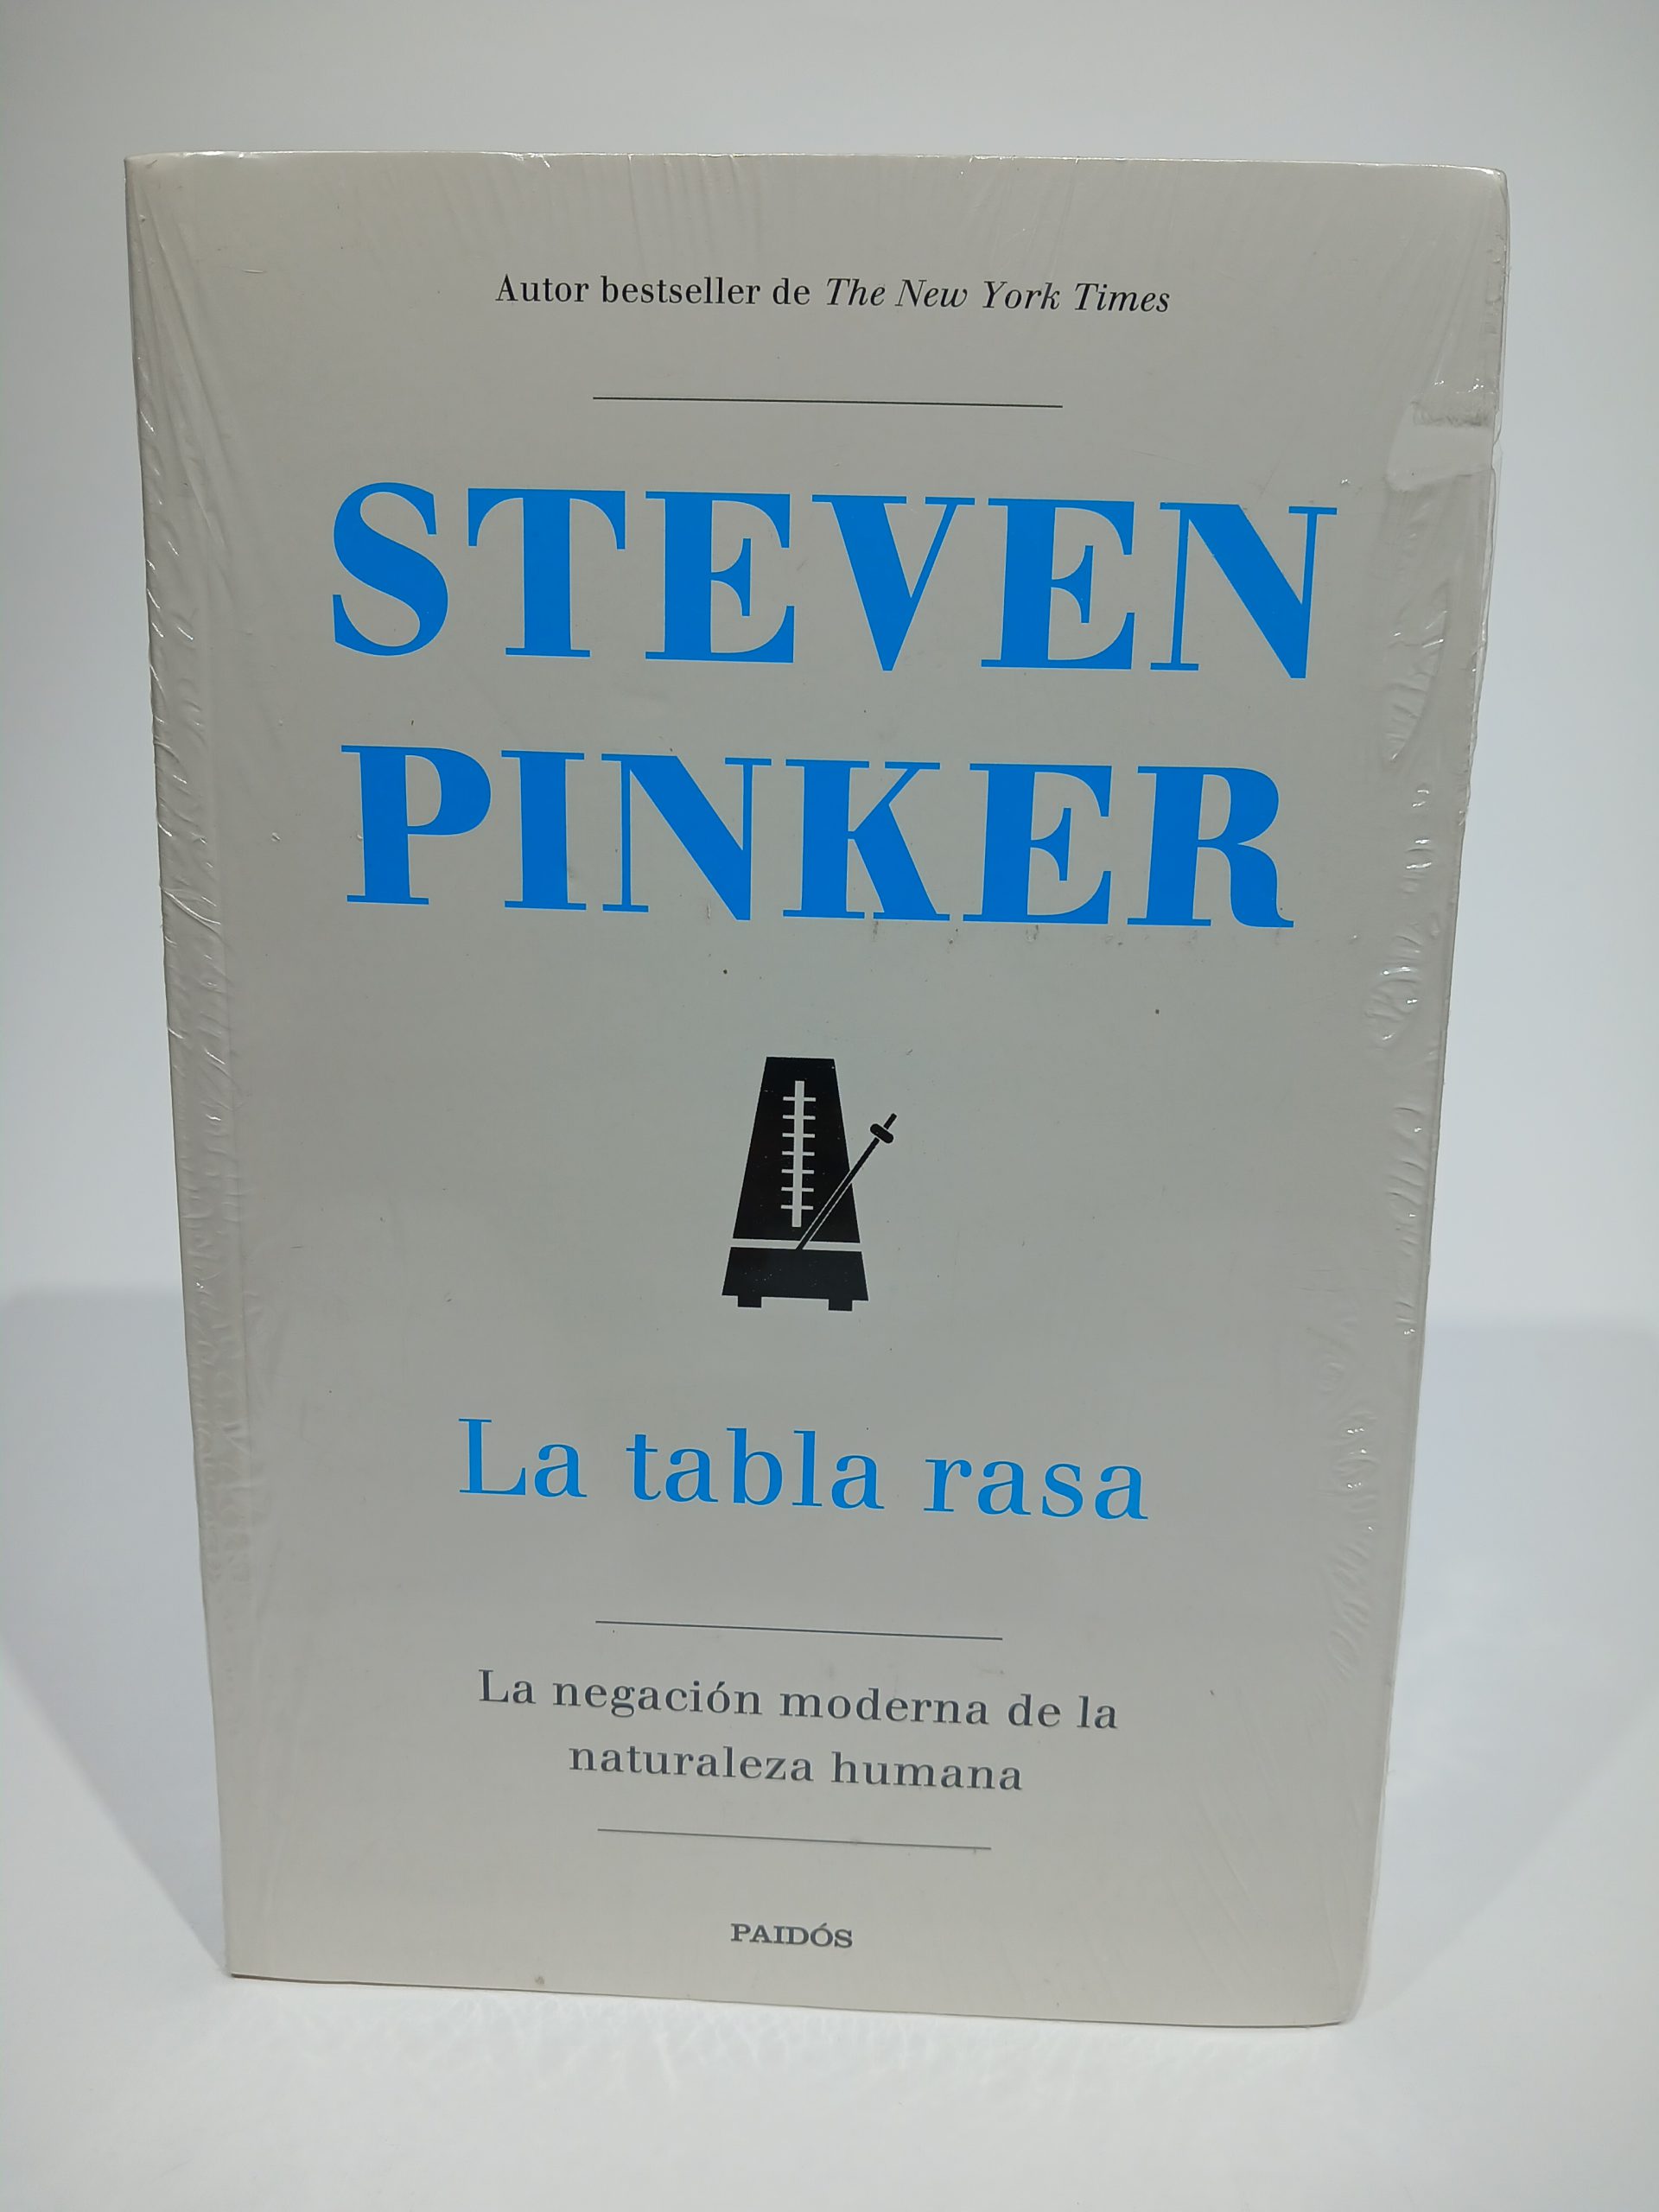 Autor bestseller de The New York Times
STEVEN
PINKER
La tabla rasa
La negación moderna de la
naturaleza humana
PAIDÓS